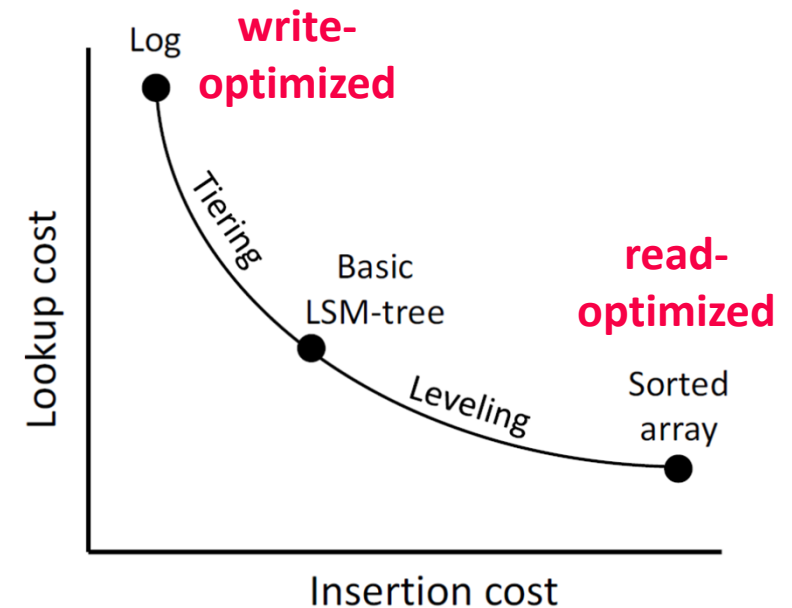 Log
write-
optimized
Tiering
Basic
LSM-tree
read-
optimized
Leveling
Sorted
array
Lookup cost
Insertion cost